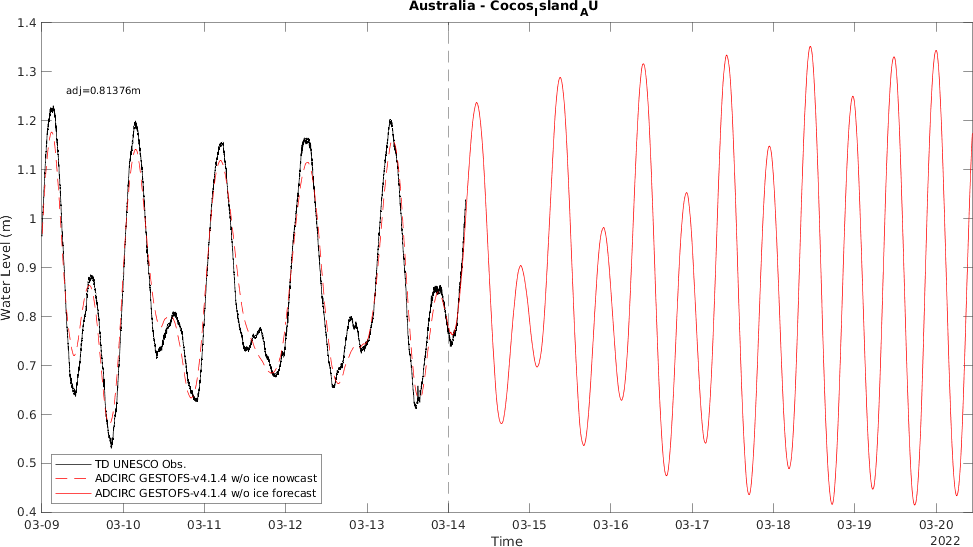 Australia - Cocos_Island_AU
adj=0.81376m
Water Level (m)
1.4
1.3
1.2
1.1
1
0.9
0.8
0.7
0.6
0.5
0.4
TD UNESCO Obs.
ADCIRC GESTOFS-v4.1.4 w/o ice nowcast
ADCIRC GESTOFS-v4.1.4 w/o ice forecast
03-09 03-10 03-11 03-12 03-13 03-14 03-15 03-16 03-17 03-18 03-19 03-20
Time
2022